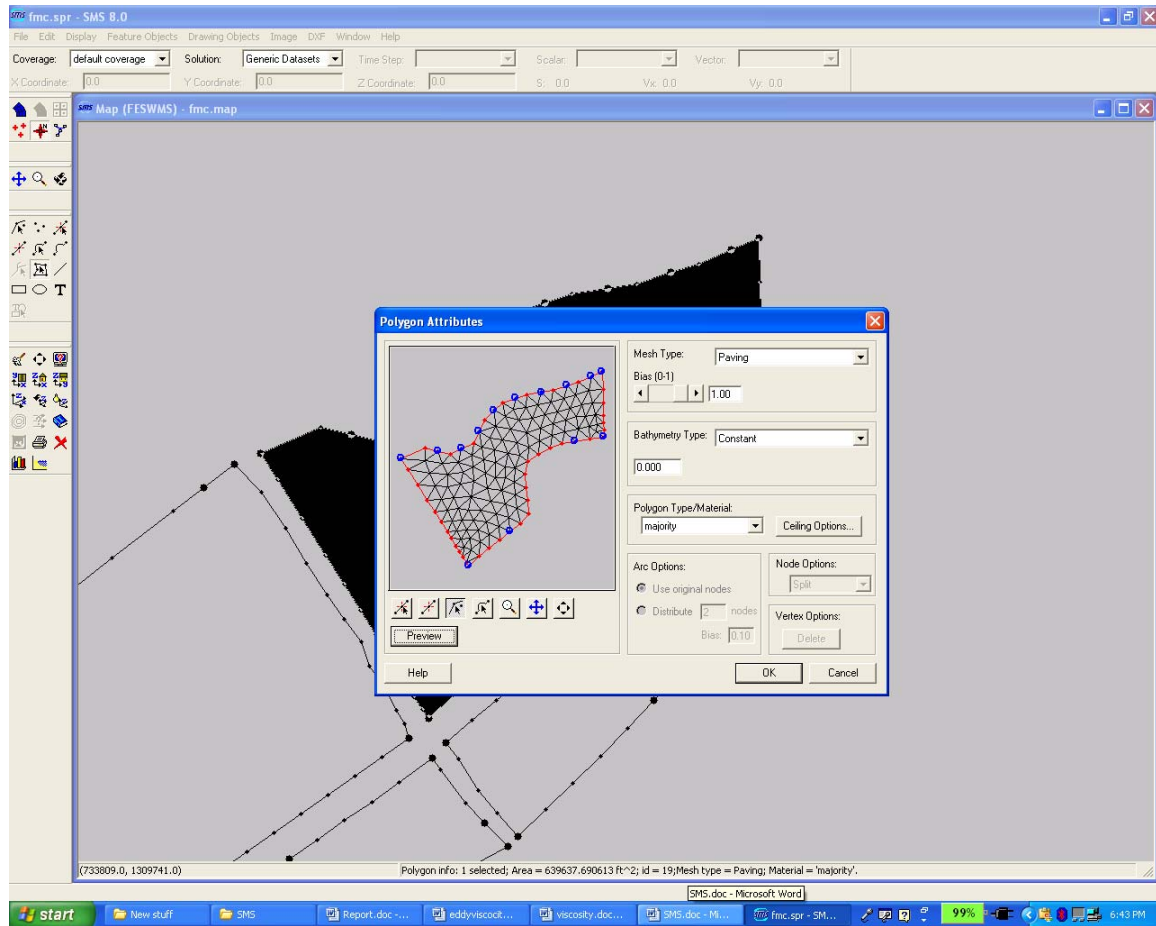 sms fmc.spr - SMS 8.0
File Edit Display Feature Objects Drawing Objects Image DXF Window Help
Coverage: default coverage Solution: Generic Datasets Time Step: Scalar: Vector:
X Coordinate: 0.0 Y Coordinate: 0.0 Z Coordinate: 0.0 S: 0.0 Vx: 0.0 Vy: 0.0
sms Map (FESWMS) - fmc.map
Polygon Attributes
Mesh Type: Paving
Bias (0-1)
1.00
Bathymetry Type: Constant
0.000
Polygon Type/Material:
majority Ceiling Options...
Arc Options:
Use original nodes
Distribute 2 nodes
Bias: 0.10
Node Options:
Split
Vertex Options:
Delete
Preview
Help OK Cancel
(733809.0, 1309741.0) Polygon info: 1 selected; Area = 639637.690613 ft^2; id = 19;Mesh type = Paving; Material = 'majority'.
SMS.doc - Microsoft Word
start New stuff SMS Report.doc -... eddyviscocit... viscosity.doc... SMS.doc - Mi... fmc.spr - SM... 99% 6:43 PM